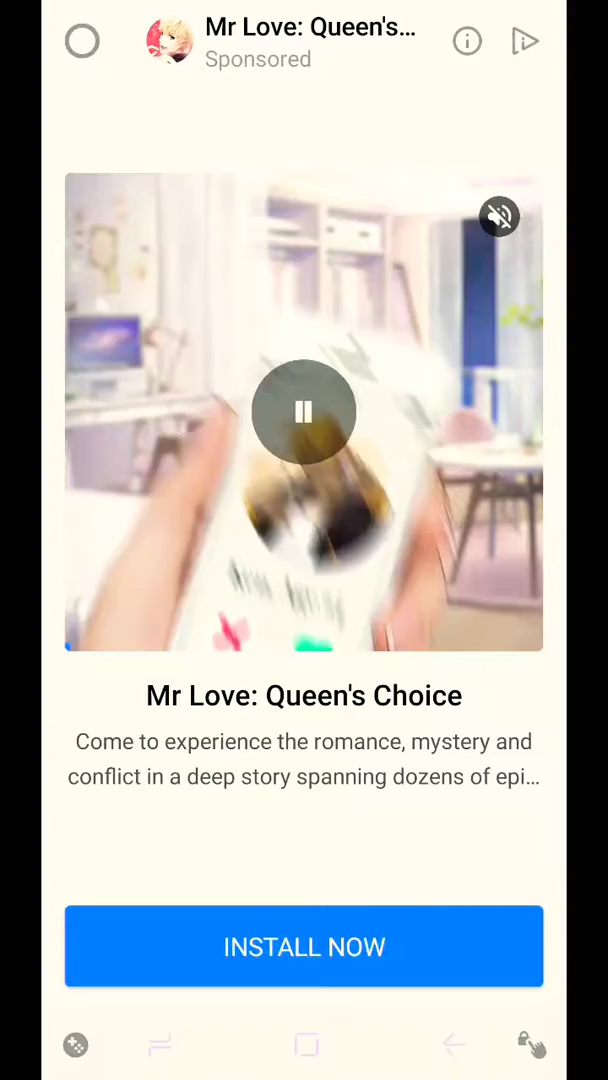 Mr Love: Queen's...
Sponsored
Mr Love: Queen's Choice
Come to experience the romance, mystery and
conflict in a deep story spanning dozens of epi...
INSTALL NOW